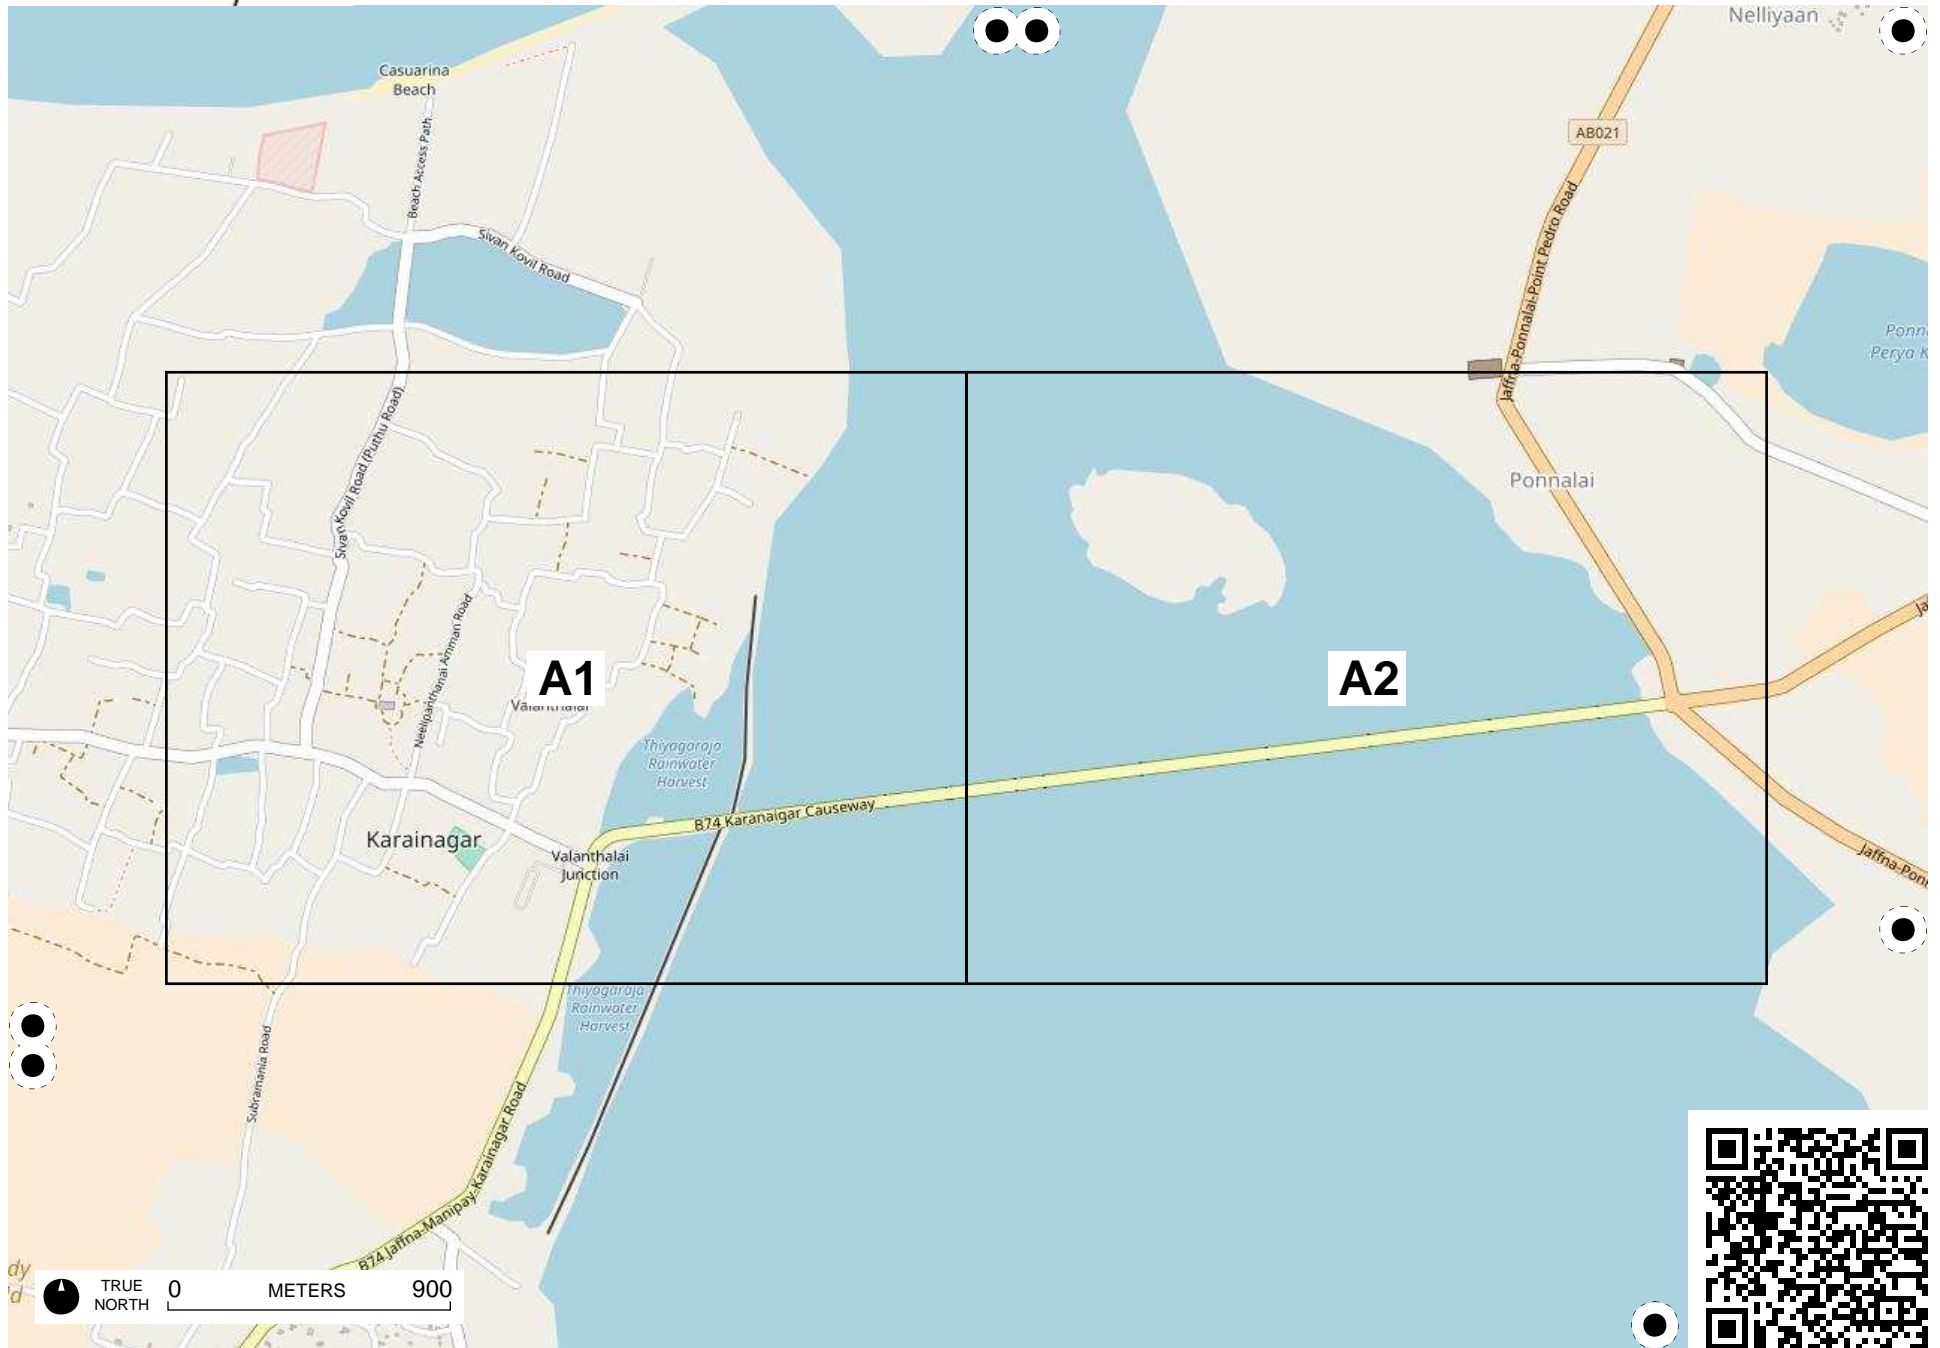 Nelliyaan
Casuarina
Beach
AB021
Beach Access Path
Sivan Kovil Road
Jaffna-Ponnalai-Point Pedro Road
Perya
Sivan Kovil Road (Puthu Road)
Ponnalai
Neelipanthanai Amman Road
A1
A2
Valanthalai
Thiyagaraja
Rainwater
Harvest
B74 Karanaigar Causeway
Karainagar
Valanthalai
Junction
Thiyagaraja
Rainwater
Harvest
Subramania Road
B74 Jaffna-Manipay-Karainagar Road
TRUE
NORTH
0 METERS 900